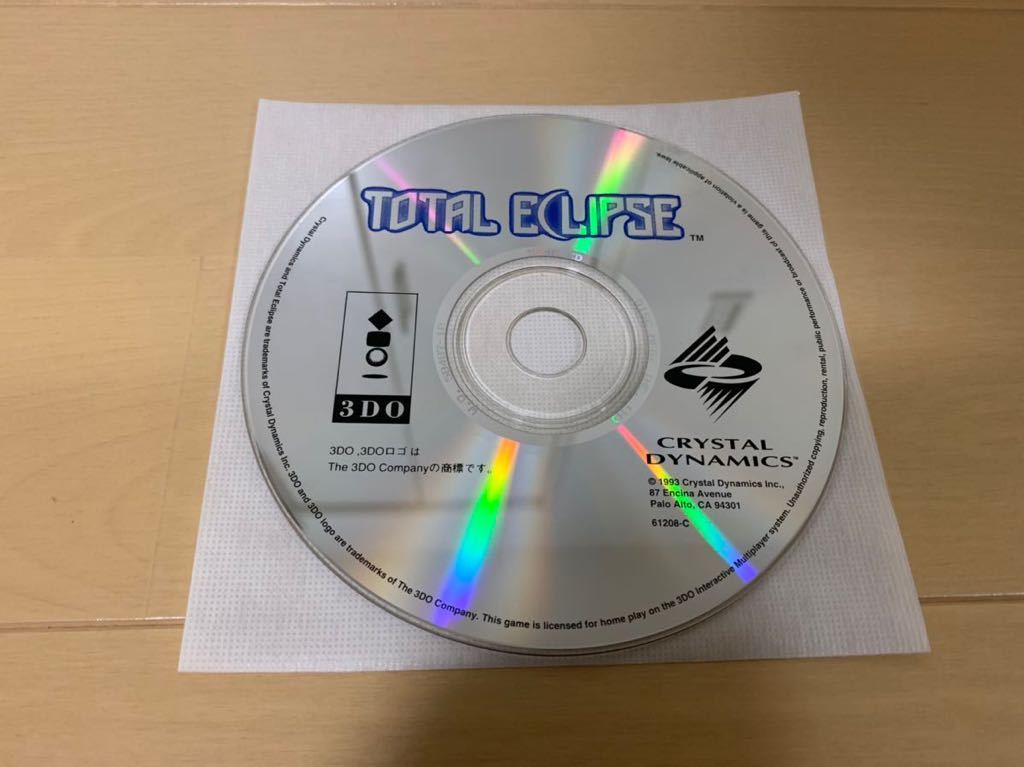 TOTAL ECLIPSE ™
3DO
3DO ,3DOロゴ は
The 3DO Companyの商標です。
CRYSTAL
DYNAMICS™
© 1993 Crystal Dynamics Inc.,
87 Encina Avenue
Palo Alto, CA 94301
61208-C
Crystal Dynamics and Total Eclipse are trademarks of Crystal Dynamics Inc. 3DO and 3DO logo are trademarks of The 3DO Company. This game is licensed for home play on the 3DO Interactive Multiplayer system. Unauthorized copying, reproduction, rental, public performance or broadcast of this game is a violation of applicable laws.